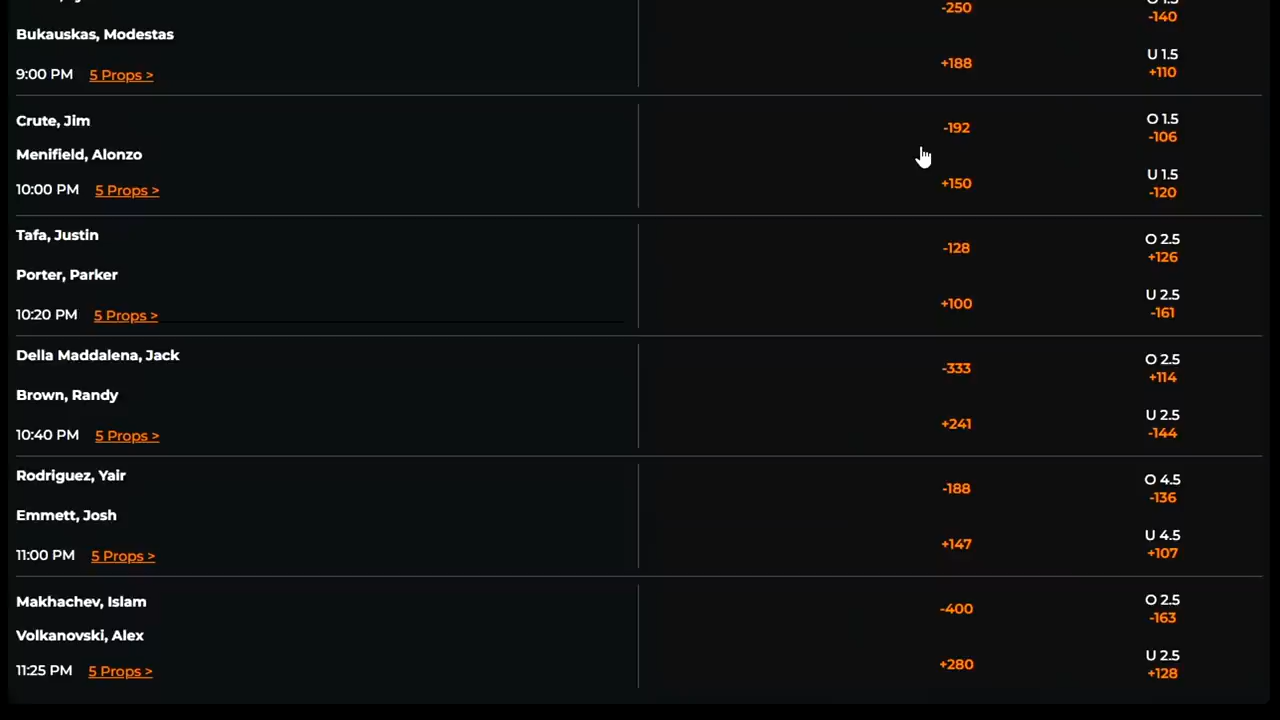 -250
-140
Bukauskas, Modestas
U 1.5
+188
+110
9:00 PM 5 Props >
Crute, Jim
O 1.5
-192
-106
Menifield, Alonzo
U 1.5
+150
-120
10:00 PM 5 Props >
Tafa, Justin
O 2.5
-128
+126
Porter, Parker
U 2.5
+100
-161
10:20 PM 5 Props >
Della Maddalena, Jack
O 2.5
-333
+114
Brown, Randy
U 2.5
+241
-144
10:40 PM 5 Props >
Rodriguez, Yair
O 4.5
-188
-136
Emmett, Josh
U 4.5
+147
+107
11:00 PM 5 Props >
Makhachev, Islam
O 2.5
-400
-163
Volkanovski, Alex
U 2.5
+280
+128
11:25 PM 5 Props >